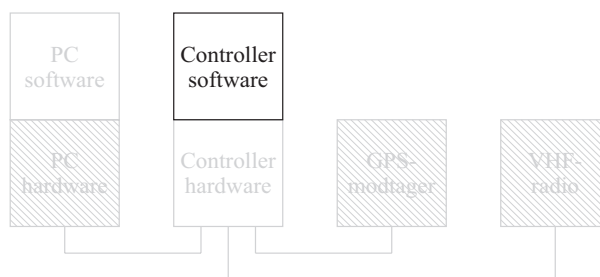 PC
software
Controller
software
PC
hardware
Controller
hardware
GPS-
modtager
VHF-
radio